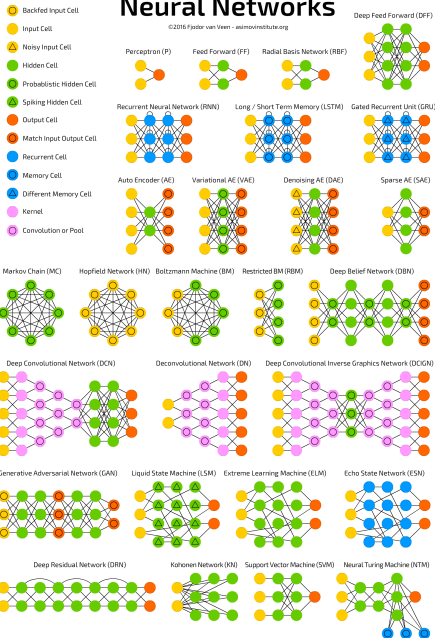 Neural Networks
©2016 Fjodor van Veen - asimovinstitute.org
Deep Feed Forward (DFF)
Backfed Input Cell
Input Cell
Noisy Input Cell
Hidden Cell
Probablistic Hidden Cell
Spiking Hidden Cell
Output Cell
Match Input Output Cell
Recurrent Cell
Memory Cell
Different Memory Cell
Kernel
Convolution or Pool
Perceptron (P)
Feed Forward (FF)
Radial Basis Network (RBF)
Recurrent Neural Network (RNN)
Long / Short Term Memory (LSTM)
Gated Recurrent Unit (GRU)
Auto Encoder (AE)
Variational AE (VAE)
Denoising AE (DAE)
Sparse AE (SAE)
Markov Chain (MC)
Hopfield Network (HN)
Boltzmann Machine (BM)
Restricted BM (RBM)
Deep Belief Network (DBN)
Deep Convolutional Network (DCN)
Deconvolutional Network (DN)
Deep Convolutional Inverse Graphics Network (DCIGN)
Generative Adversarial Network (GAN)
Liquid State Machine (LSM)
Extreme Learning Machine (ELM)
Echo State Network (ESN)
Deep Residual Network (DRN)
Kohonen Network (KN)
Support Vector Machine (SVM)
Neural Turing Machine (NTM)